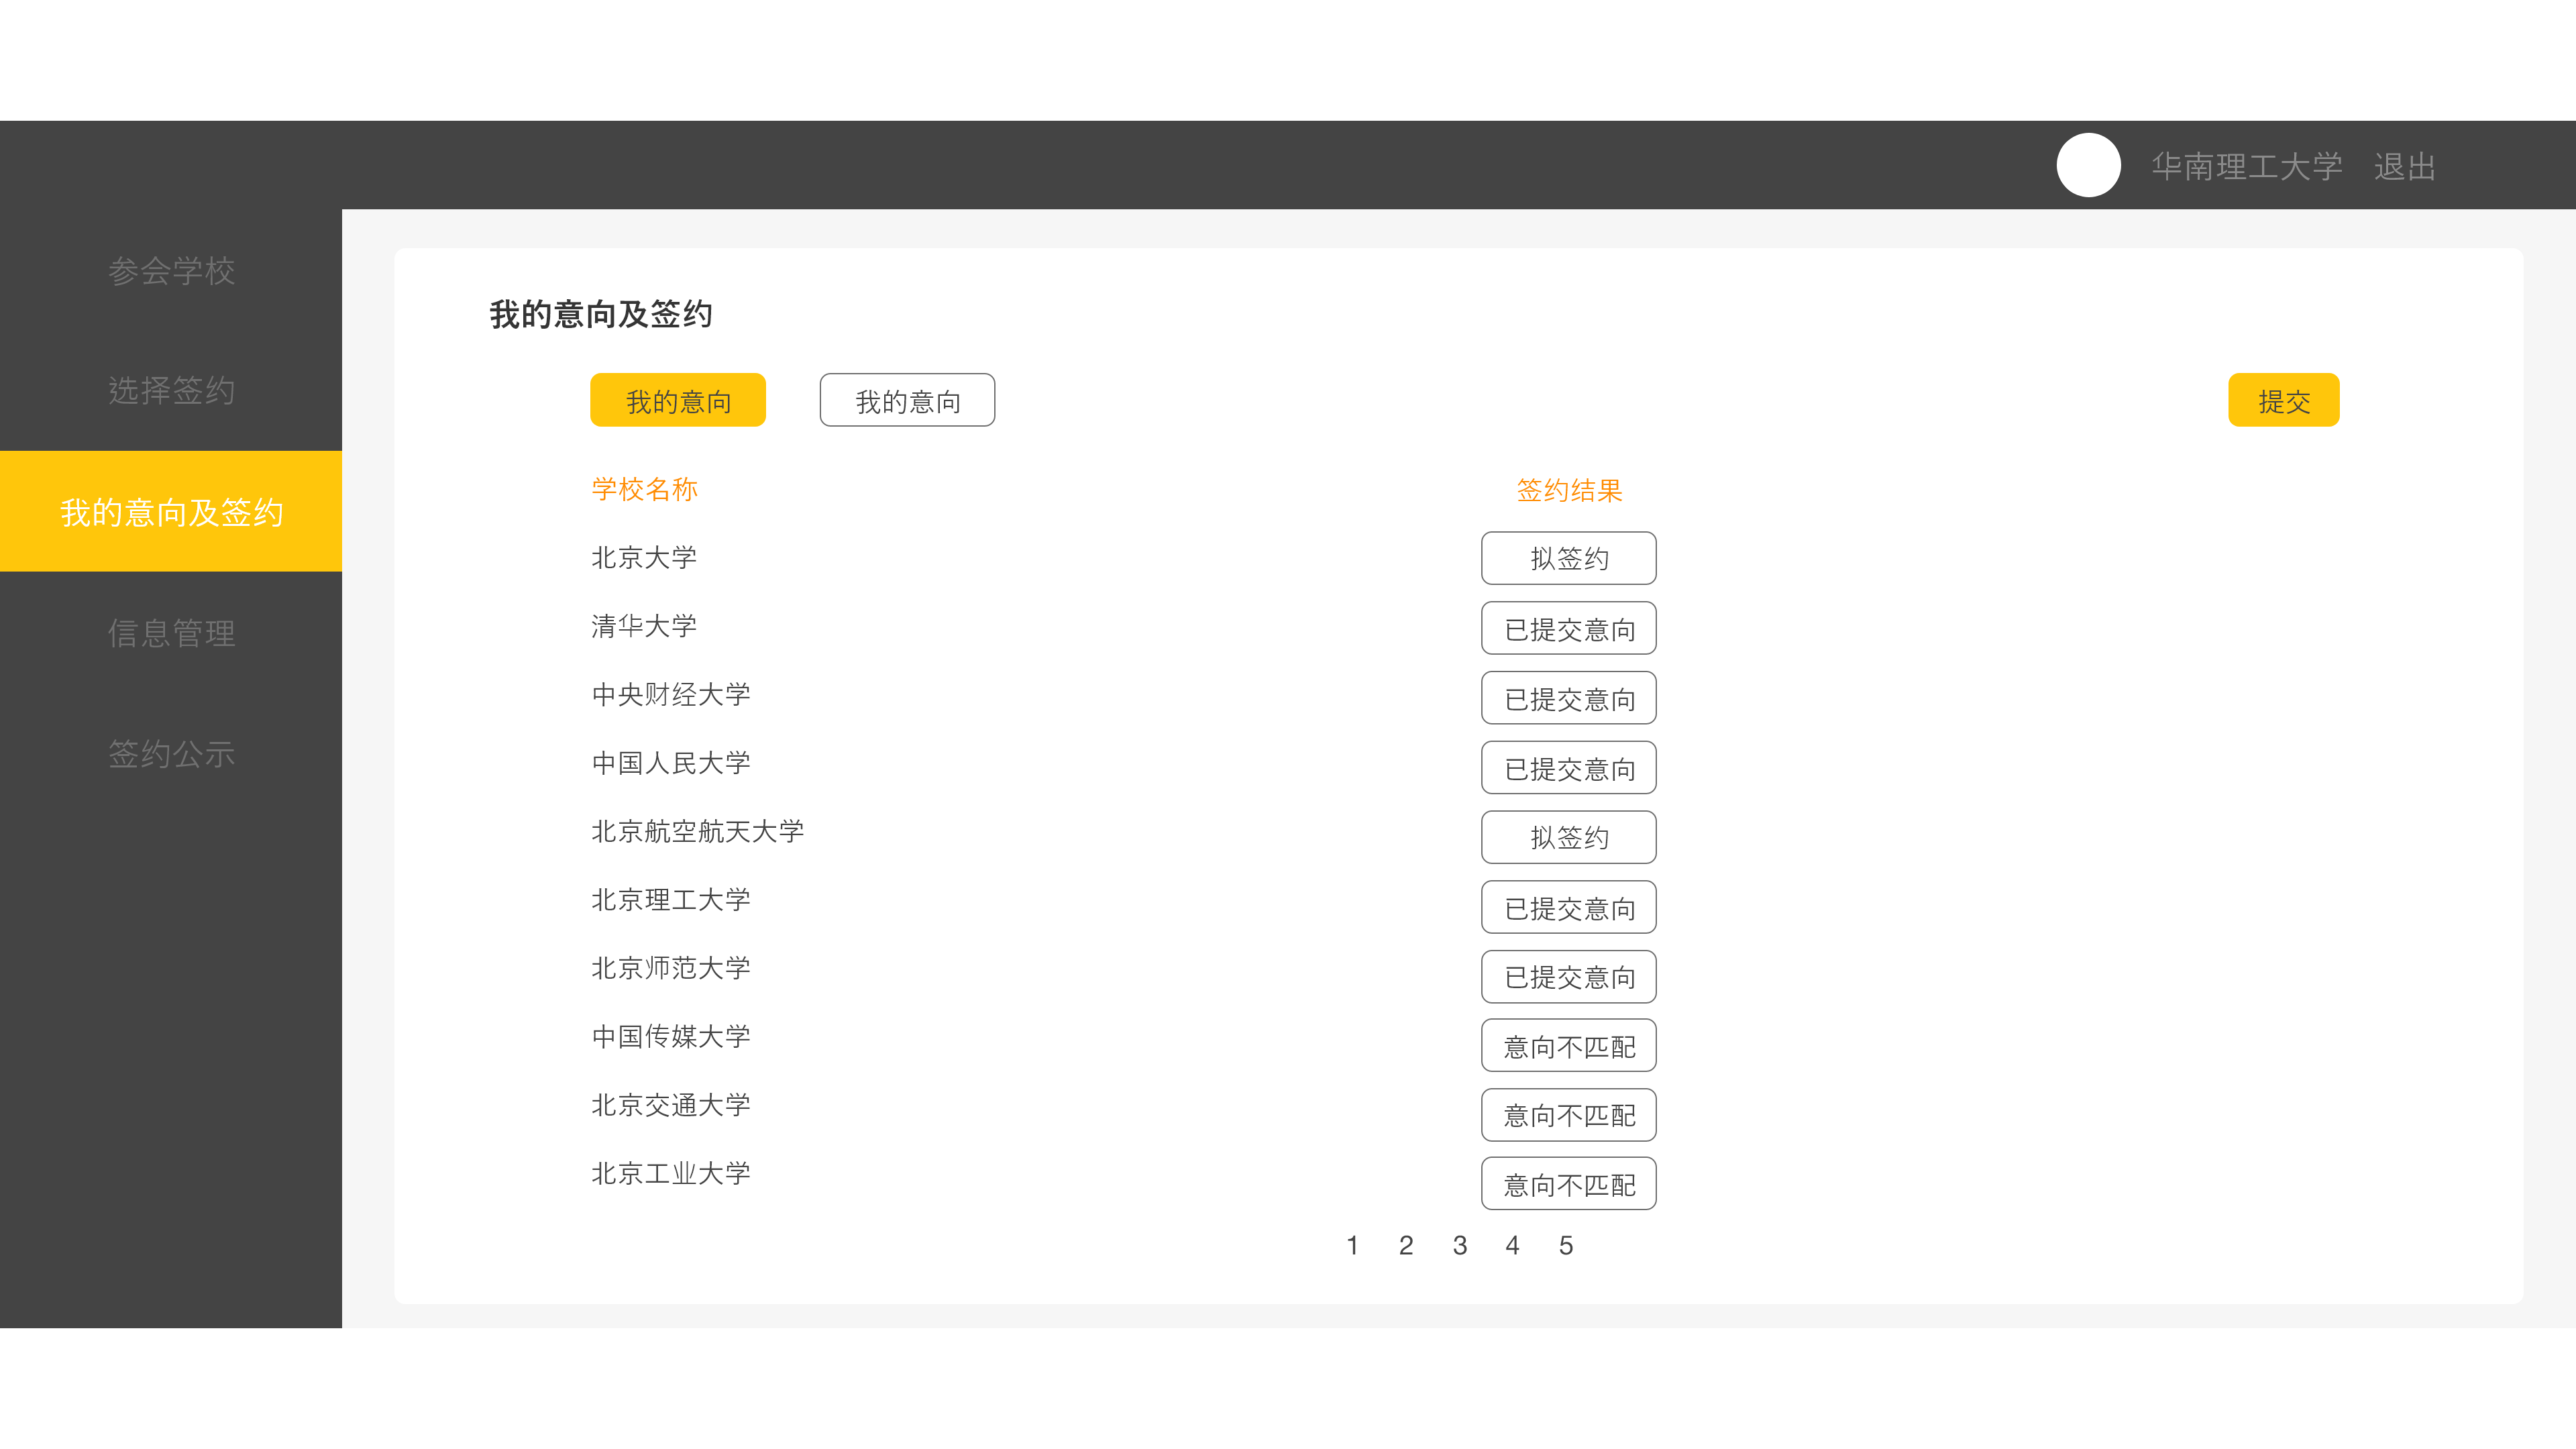 华南理工大学 退出
参会学校
选择签约
我的意向及签约
信息管理
签约公示
我的意向及签约
我的意向 我的意向 提交
学校名称 签约结果
北京大学 拟签约
清华大学 已提交意向
中央财经大学 已提交意向
中国人民大学 已提交意向
北京航空航天大学 拟签约
北京理工大学 已提交意向
北京师范大学 已提交意向
中国传媒大学 意向不匹配
北京交通大学 意向不匹配
北京工业大学 意向不匹配
1 2 3 4 5